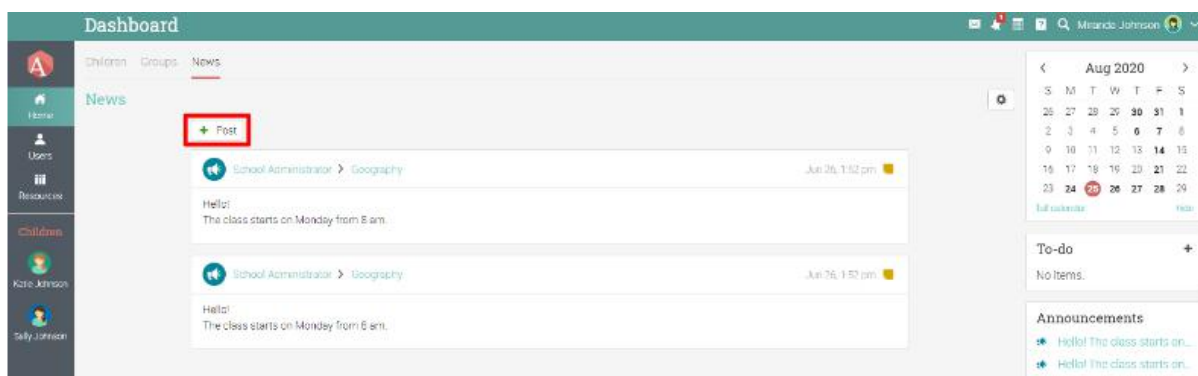 Dashboard
Miranda Johnson
Children Groups News
News
+ Post
School Administrator > Geography
Jun 26, 1:52 pm
Hello!
The class starts on Monday from 8 am.
School Administrator > Geography
Jun 26, 1:52 pm
Hello!
The class starts on Monday from 8 am.
Home
Users
Resources
Children
Katie Johnson
Sally Johnson
< Aug 2020 >
S M T W T F S
26 27 28 29 30 31 1
2 3 4 5 6 7 8
9 10 11 12 13 14 15
16 17 18 19 20 21 22
23 24 25 26 27 28 29
full calendar
To-do +
No items.
Announcements
Hello! The class starts on...
Hello! The class starts on...